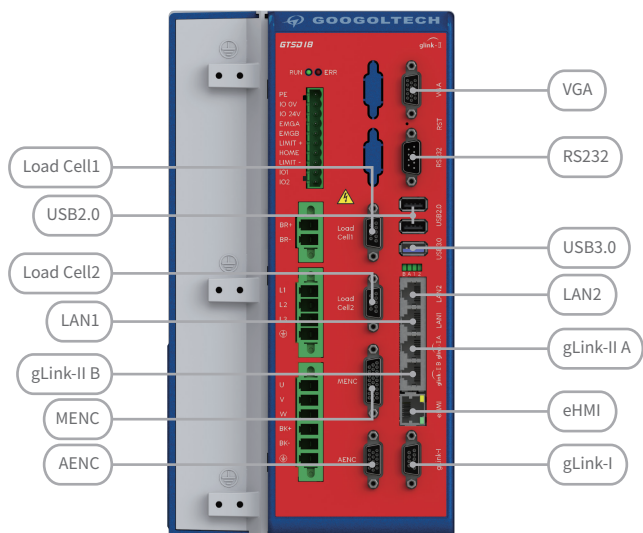 GOOGOLTECH
GTSD18
glink-II
RUN
ERR
PE
IO 0V
IO 24V
EMGA
EMGB
LIMIT +
HOME
LIMIT -
IO1
IO2
BR+
BR-
L1
L2
L3
U
V
W
BK+
BK-
Load
Cell1
Load
Cell2
MENC
AENC
VGA
RST
RS232
USB2.0
USB3.0
LAN2
LAN1
eHMI
glink-I
Load Cell1
USB2.0
Load Cell2
LAN1
gLink-II B
MENC
AENC
VGA
RS232
USB3.0
LAN2
gLink-II A
eHMI
gLink-I